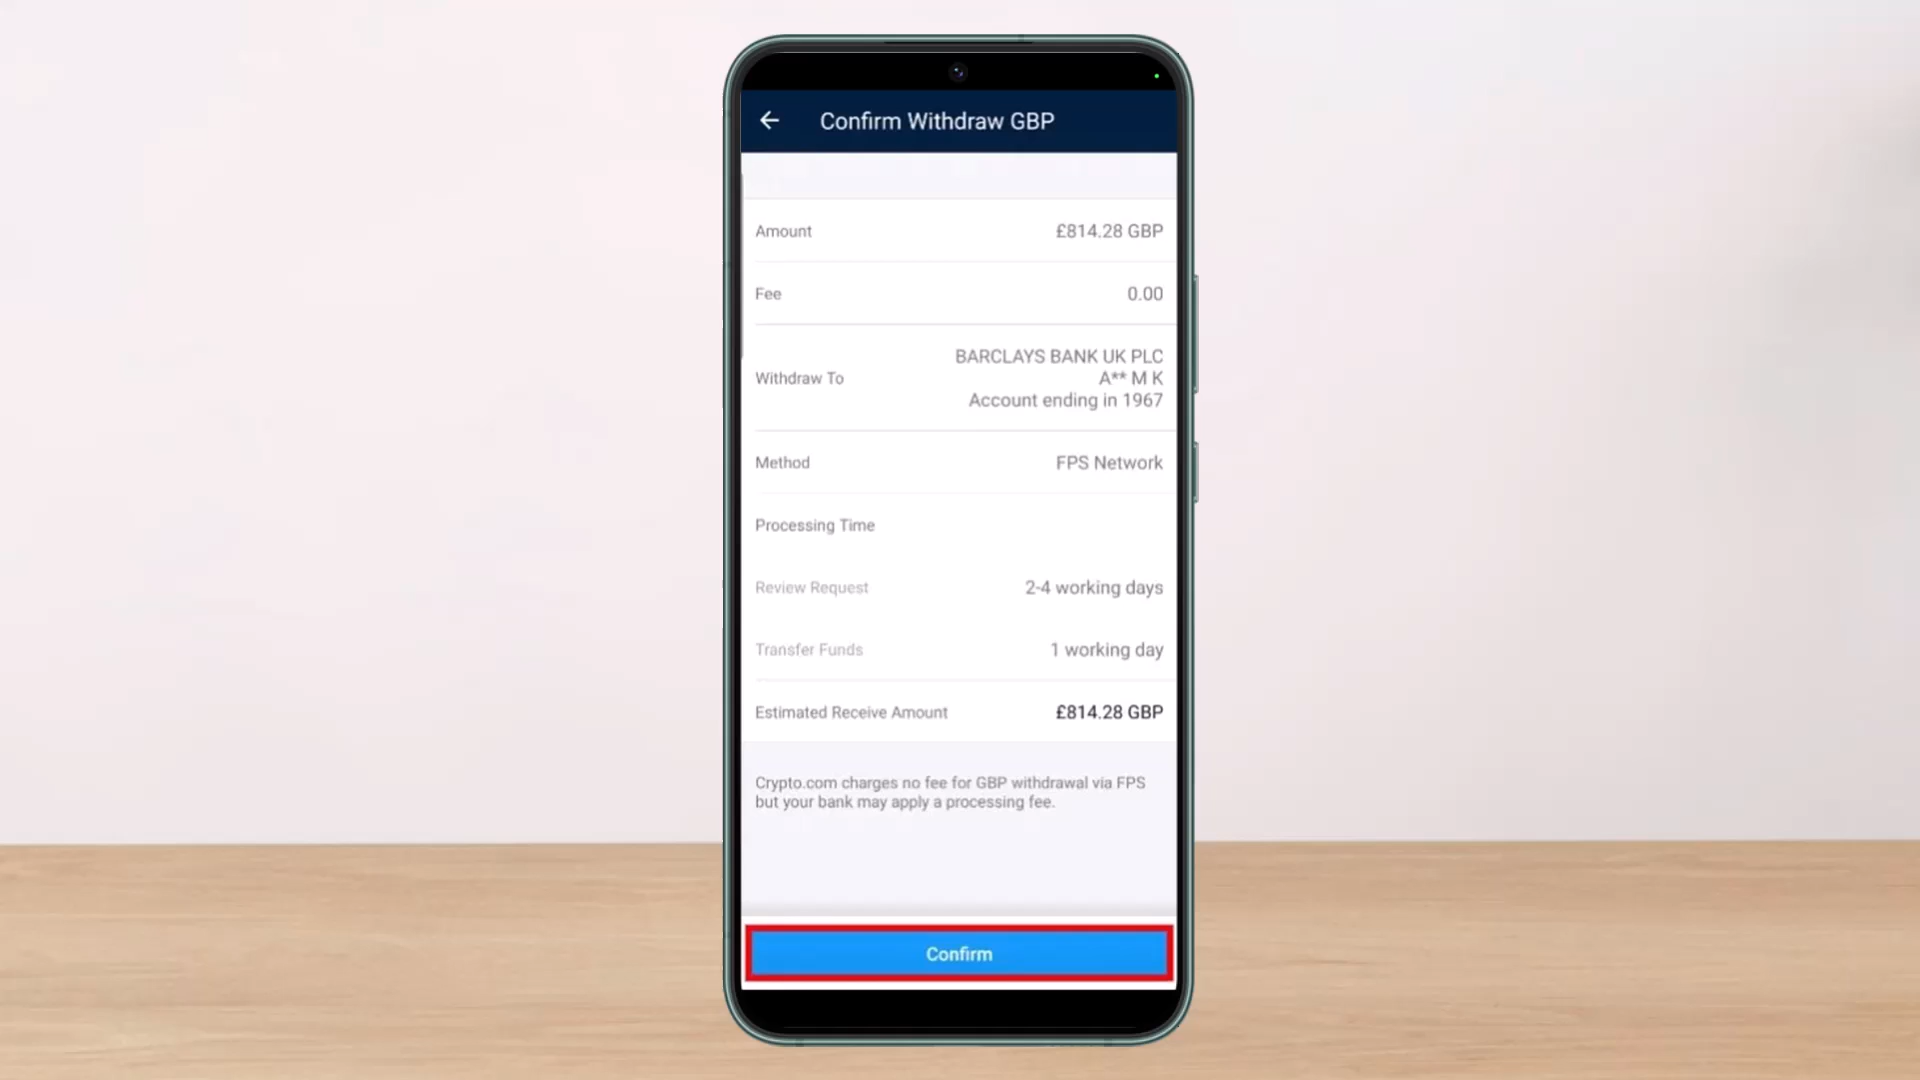 Confirm Withdraw GBP
Amount £814.28 GBP
Fee 0.00
BARCLAYS BANK UK PLC
Withdraw To A** M K
Account ending in 1967
Method FPS Network
Processing Time
Review Request 2-4 working days
Transfer Funds 1 working day
Estimated Receive Amount £814.28 GBP
Crypto.com charges no fee for GBP withdrawal via FPS
but your bank may apply a processing fee.
Confirm